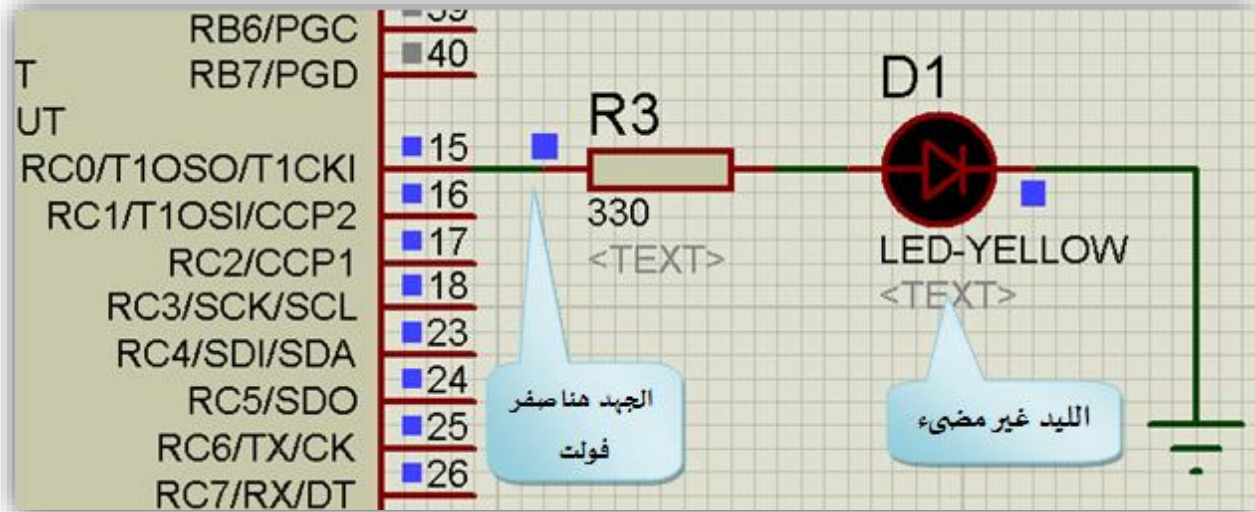 39
RB6/PGC
40
T RB7/PGD
UT
15
RC0/T1OSO/T1CKI
16
RC1/T1OSI/CCP2
17
RC2/CCP1
18
RC3/SCK/SCL
23
RC4/SDI/SDA
24
RC5/SDO
25
RC6/TX/CK
26
RC7/RX/DT
R3
330
<TEXT>
D1
LED-YELLOW
<TEXT>
الجهد هنا صفر
فولت
الليد غير مضيء